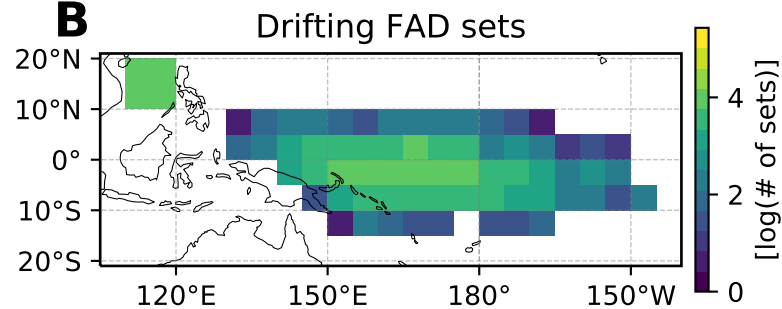 B
Drifting FAD sets
20°N
10°N
0°
10°S
20°S
120°E
150°E
180°
150°W
4
2
0
[log(# of sets)]